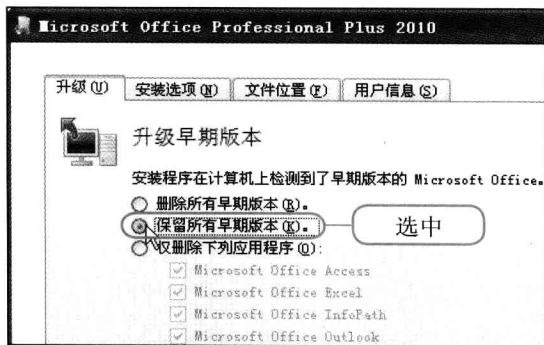 Microsoft Office Professional Plus 2010
升级(U) 安装选项(N) 文件位置(F) 用户信息(S)
升级早期版本
安装程序在计算机上检测到了早期版本的 Microsoft Office。
删除所有早期版本(R)。
保留所有早期版本(K)。 选中
仅删除下列应用程序(O):
Microsoft Office Access
Microsoft Office Excel
Microsoft Office InfoPath
Microsoft Office Outlook